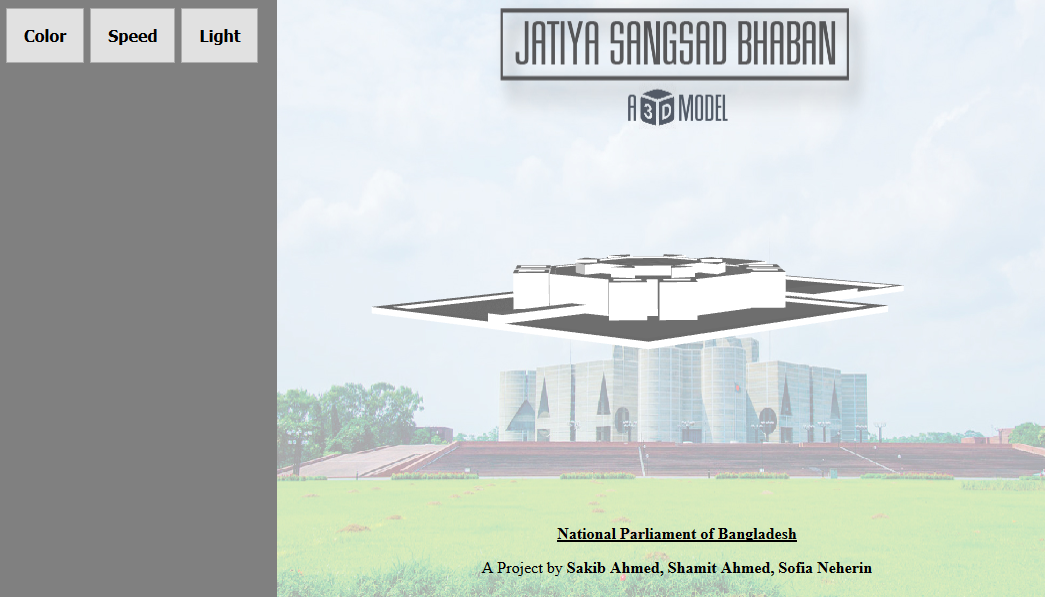 Color Speed Light
JATIYA SANGSAD BHABAN
A 3D MODEL
National Parliament of Bangladesh
A Project by Sakib Ahmed, Shamit Ahmed, Sofia Neherin